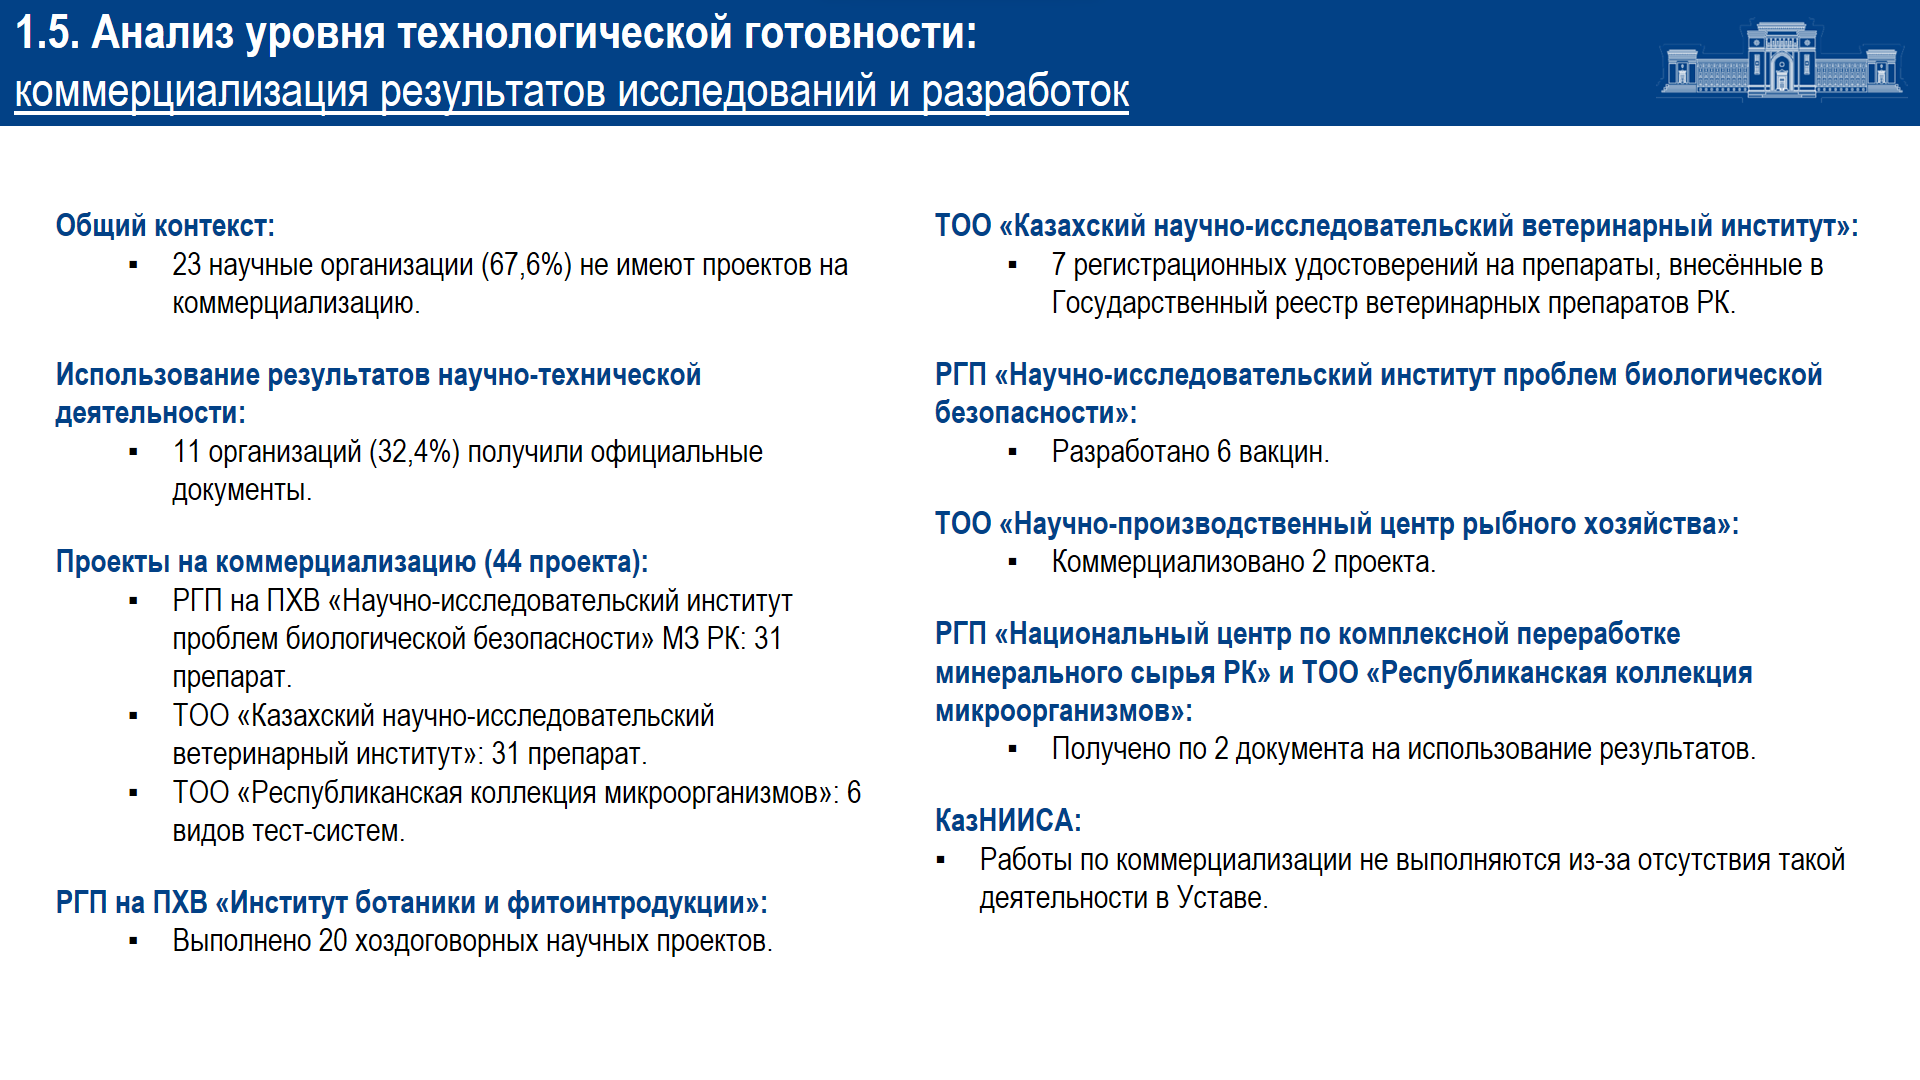 1.5. Анализ уровня технологической готовности:
коммерциализация результатов исследований и разработок
Общий контекст:
▪ 23 научные организации (67,6%) не имеют проектов на
коммерциализацию.
Использование результатов научно-технической
деятельности:
▪ 11 организаций (32,4%) получили официальные
документы.
Проекты на коммерциализацию (44 проекта):
▪ РГП на ПХВ «Научно-исследовательский институт
проблем биологической безопасности» МЗ РК: 31
препарат.
▪ ТОО «Казахский научно-исследовательский
ветеринарный институт»: 31 препарат.
▪ ТОО «Республиканская коллекция микроорганизмов»: 6
видов тест-систем.
РГП на ПХВ «Институт ботаники и фитоинтродукции»:
▪ Выполнено 20 хоздоговорных научных проектов.
ТОО «Казахский научно-исследовательский ветеринарный институт»:
▪ 7 регистрационных удостоверений на препараты, внесённые в
Государственный реестр ветеринарных препаратов РК.
РГП «Научно-исследовательский институт проблем биологической
безопасности»:
▪ Разработано 6 вакцин.
ТОО «Научно-производственный центр рыбного хозяйства»:
▪ Коммерциализовано 2 проекта.
РГП «Национальный центр по комплексной переработке
минерального сырья РК» и ТОО «Республиканская коллекция
микроорганизмов»:
▪ Получено по 2 документа на использование результатов.
КазНИИСА:
▪ Работы по коммерциализации не выполняются из-за отсутствия такой
деятельности в Уставе.